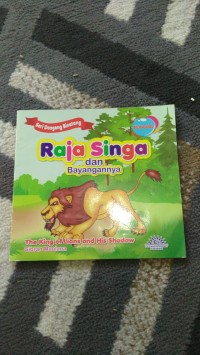 Seri Dongeng Binatang
Raja Singa
dan
Bayangannya
The King of Lions and His Shadow